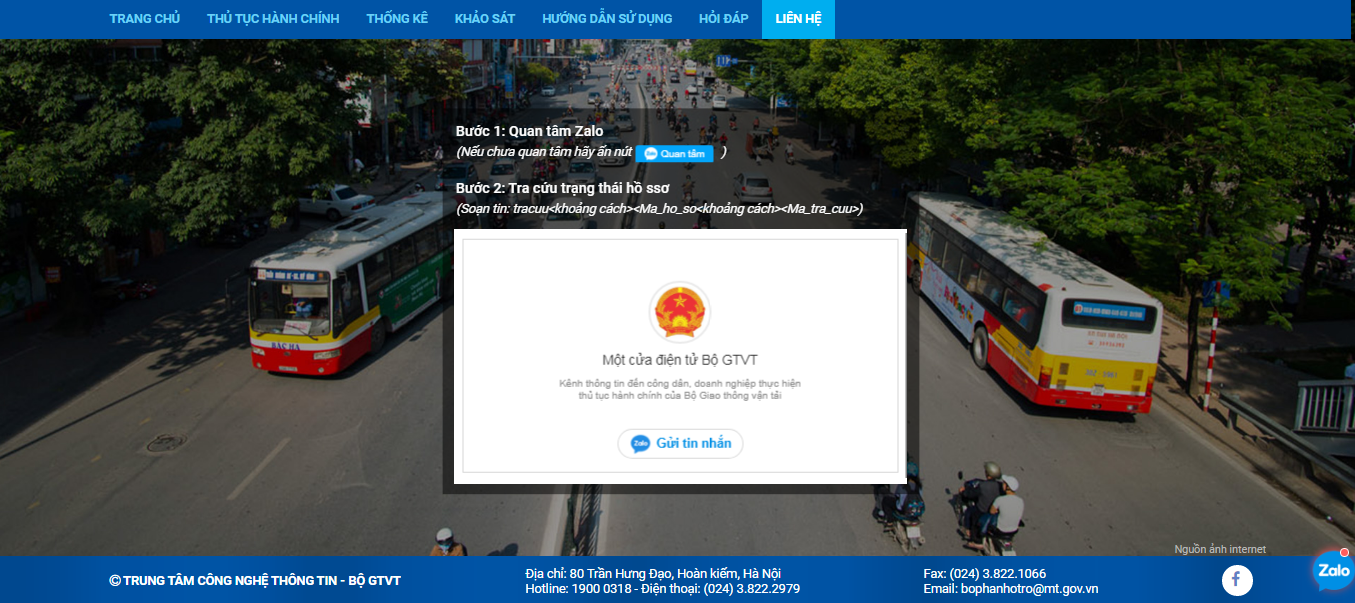 TRANG CHỦ THỦ TỤC HÀNH CHÍNH THỐNG KÊ KHẢO SÁT HƯỚNG DẪN SỬ DỤNG HỎI ĐÁP LIÊN HỆ
Bước 1: Quan tâm Zalo
(Nếu chưa quan tâm hãy ấn nút Zalo Quan tâm )
Bước 2: Tra cứu trạng thái hồ ssơ
(Soạn tin: tracuu<khoảng cách><Ma_ho_so<khoảng cách><Ma_tra_cuu>)
Một cửa điện tử Bộ GTVT
Kênh thông tin đến công dân, doanh nghiệp thực hiện
thủ tục hành chính của Bộ Giao thông vận tải
Zalo Gửi tin nhắn
BAC HA
Nguồn ảnh internet
© TRUNG TÂM CÔNG NGHỆ THÔNG TIN - BỘ GTVT
Địa chỉ: 80 Trần Hưng Đạo, Hoàn kiếm, Hà Nội
Hotline: 1900 0318 - Điện thoại: (024) 3.822.2979
Fax: (024) 3.822.1066
Email: bophanhotro@mt.gov.vn
Zalo